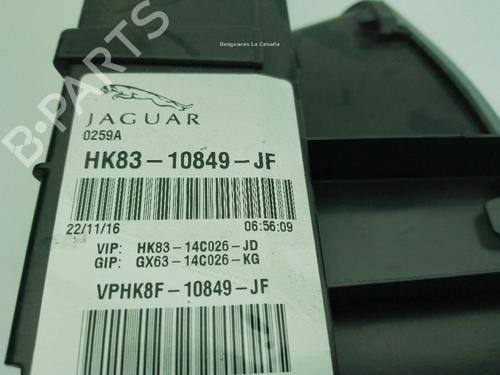 Desguaces La Cabaña
B-PARTS
JAGUAR
0259A
HK83-10849-JF
22/11/16 06:56:09
VIP: HK83-14C026-JD
GIP: GX63-14C026-KG
VPHK8F-10849-JF